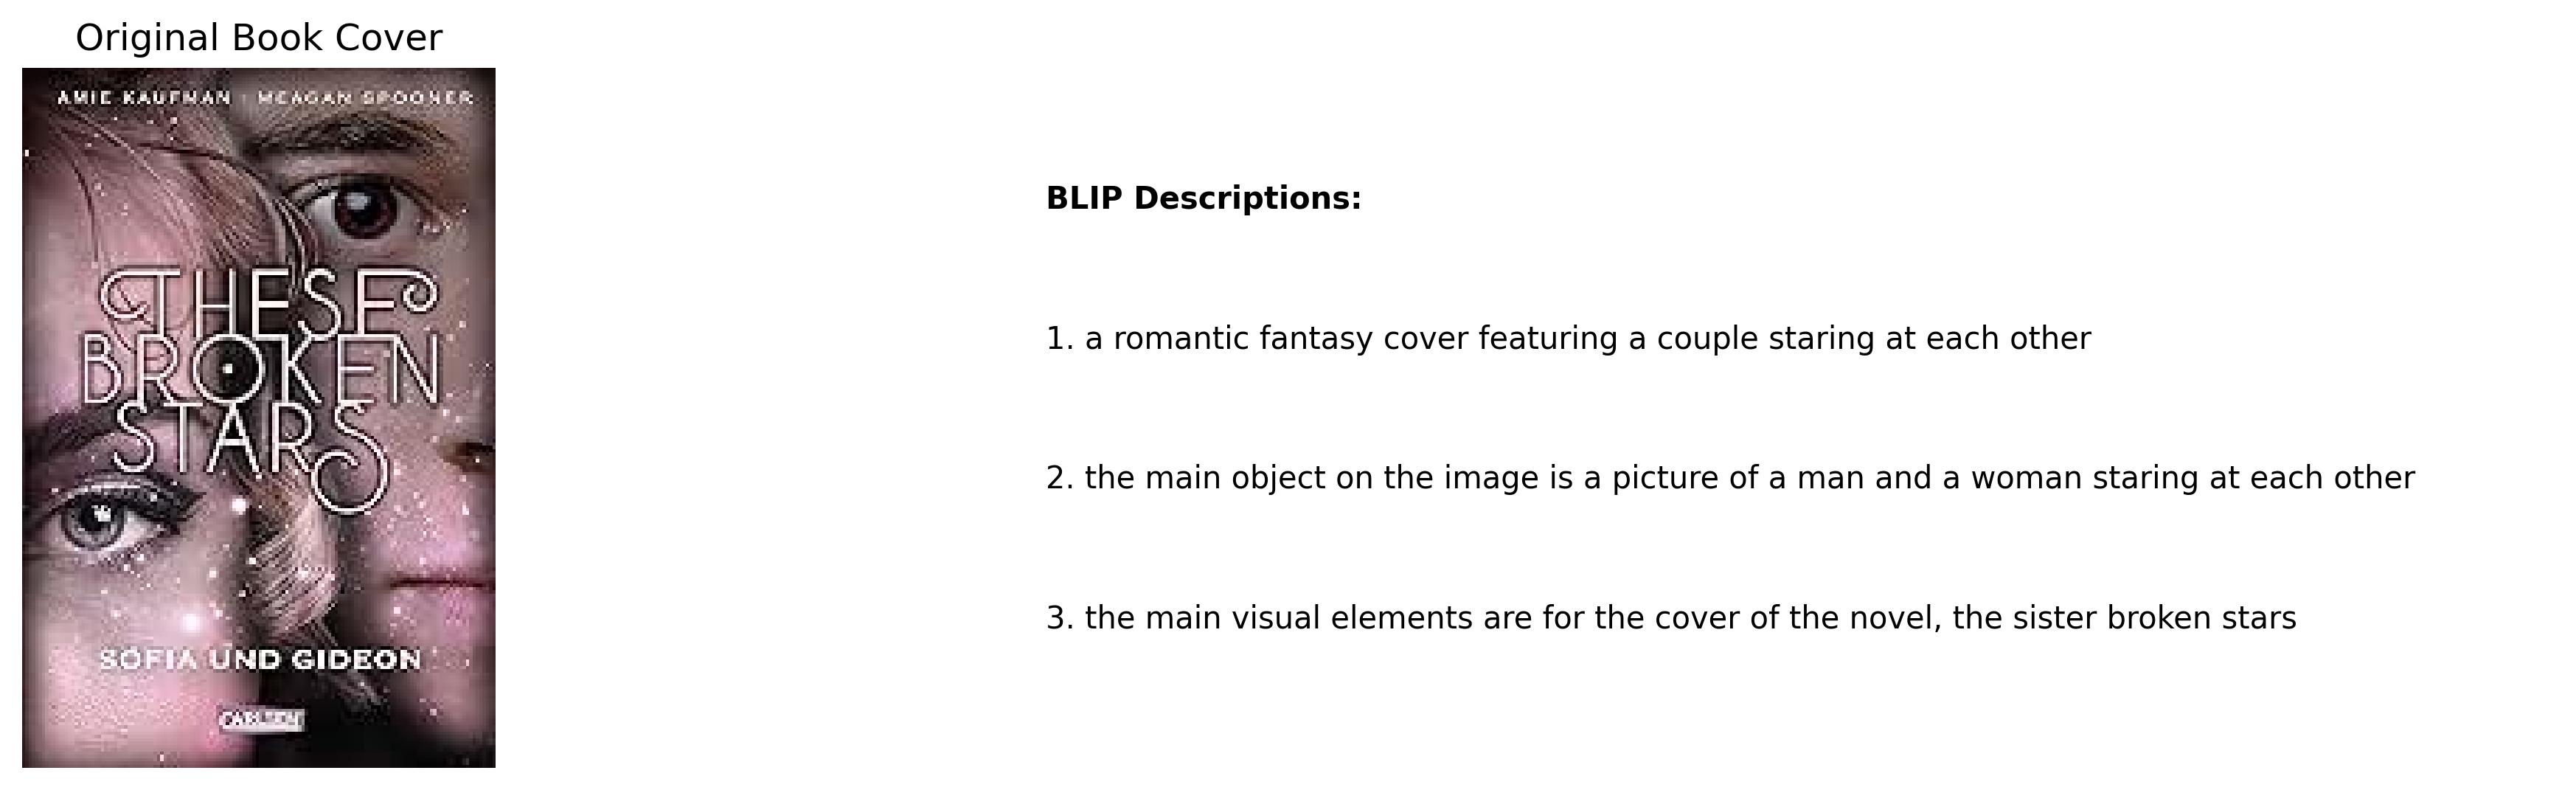 Original Book Cover
AMIE KAUFMAN · MEAGAN SPOONER
THESE
BROKEN
STARS
SOFIA UND GIDEON
CARLSEN
BLIP Descriptions:
1. a romantic fantasy cover featuring a couple staring at each other
2. the main object on the image is a picture of a man and a woman staring at each other
3. the main visual elements are for the cover of the novel, the sister broken stars